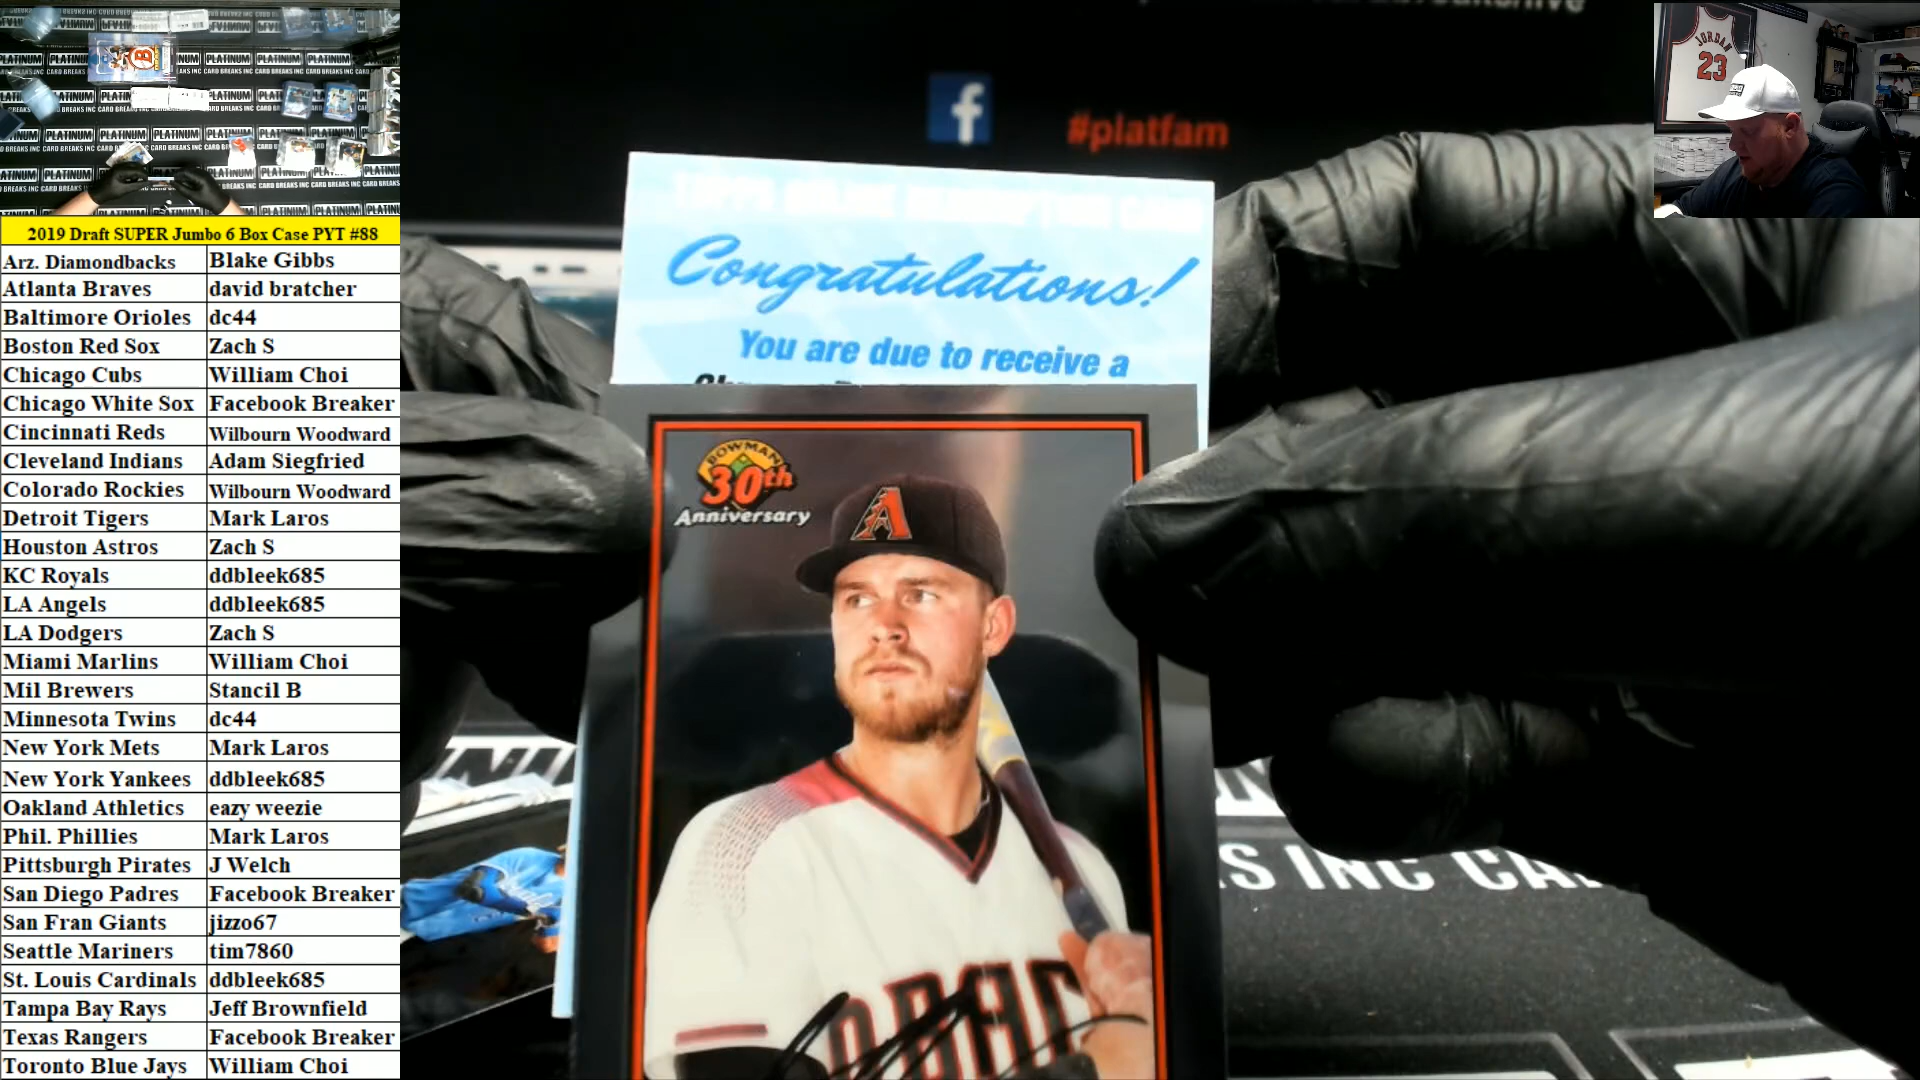 #platfam
Congratulations!
You are due to receive a
BOWMAN
30th
Anniversary
A
JORDAN
23
PLATINUM
CARD BREAKS INC
2019 Draft SUPER Jumbo 6 Box Case PYT #88
Arz. Diamondbacks Blake Gibbs
Atlanta Braves david bratcher
Baltimore Orioles dc44
Boston Red Sox Zach S
Chicago Cubs William Choi
Chicago White Sox Facebook Breaker
Cincinnati Reds Wilbourn Woodward
Cleveland Indians Adam Siegfried
Colorado Rockies Wilbourn Woodward
Detroit Tigers Mark Laros
Houston Astros Zach S
KC Royals ddbleek685
LA Angels ddbleek685
LA Dodgers Zach S
Miami Marlins William Choi
Mil Brewers Stancil B
Minnesota Twins dc44
New York Mets Mark Laros
New York Yankees ddbleek685
Oakland Athletics eazy weezie
Phil. Phillies Mark Laros
Pittsburgh Pirates J Welch
San Diego Padres Facebook Breaker
San Fran Giants jizzo67
Seattle Mariners tim7860
St. Louis Cardinals ddbleek685
Tampa Bay Rays Jeff Brownfield
Texas Rangers Facebook Breaker
Toronto Blue Jays William Choi